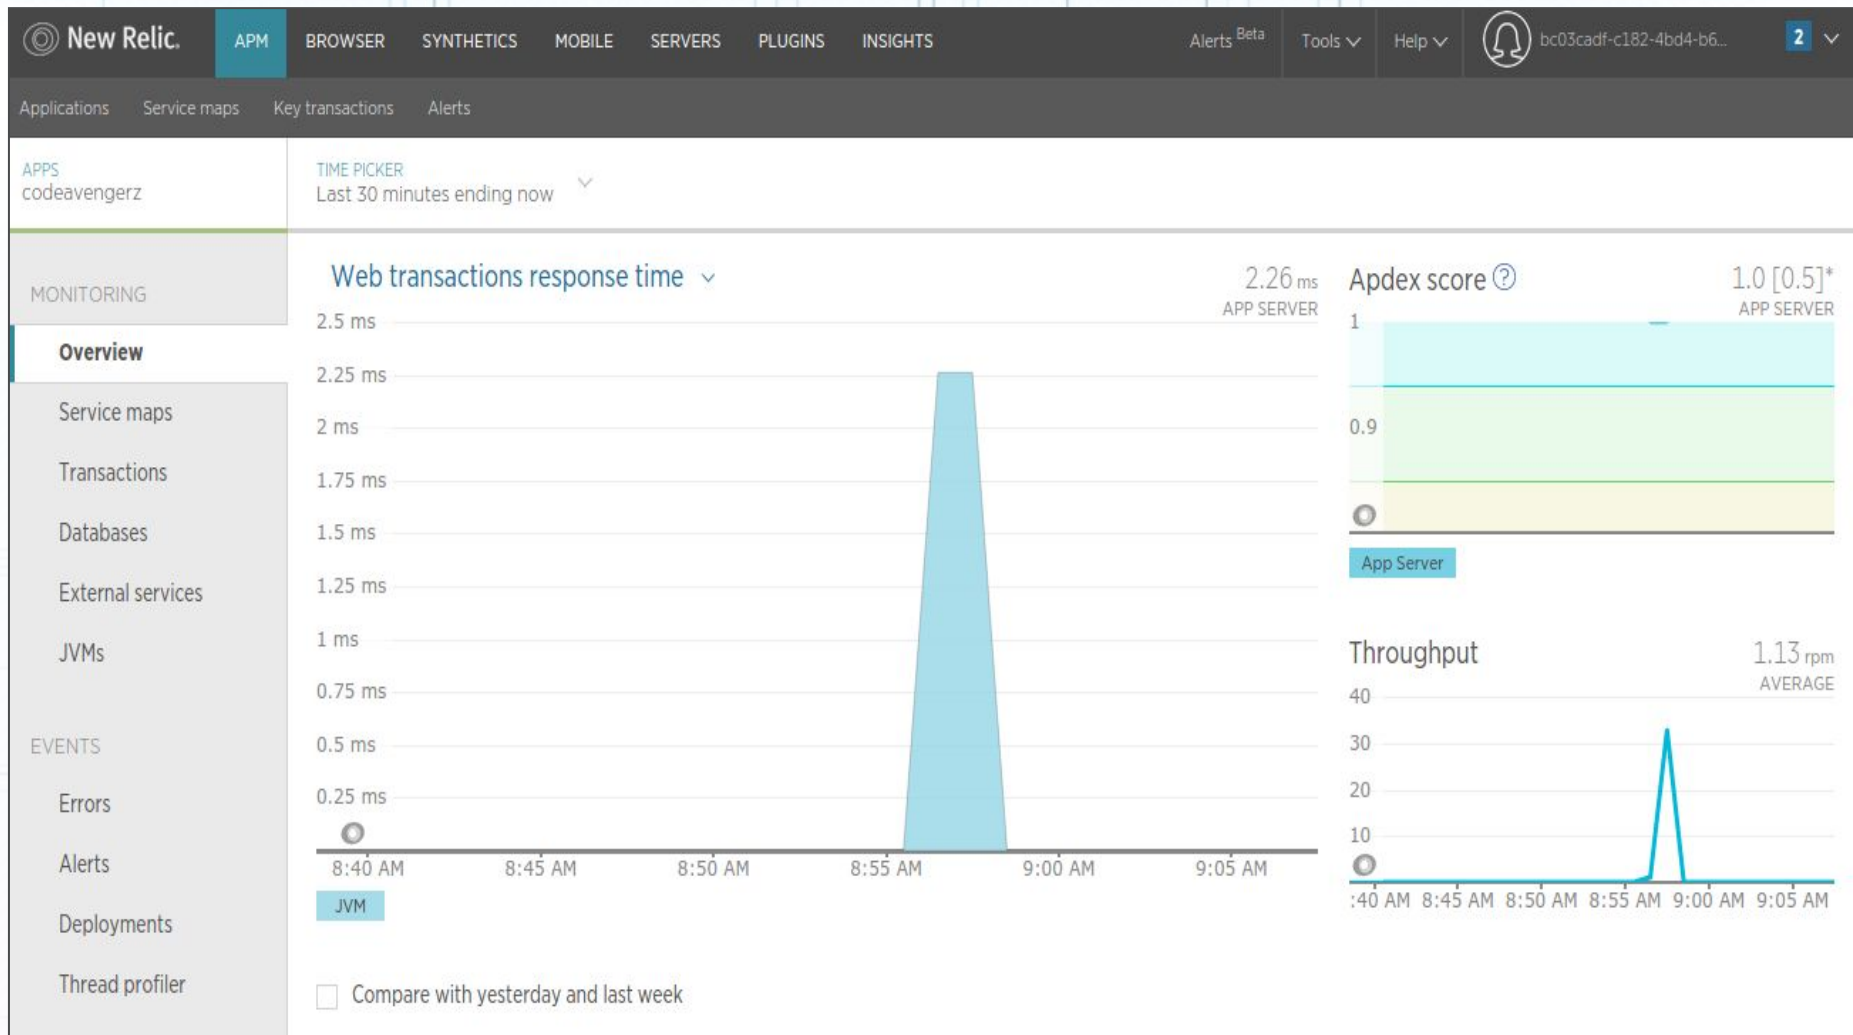 New Relic.
APM BROWSER SYNTHETICS MOBILE SERVERS PLUGINS INSIGHTS
Alerts Beta Tools Help bc03cadf-c182-4bd4-b6... 2
Applications Service maps Key transactions Alerts
APPS
codeavengerz
TIME PICKER
Last 30 minutes ending now
MONITORING
Overview
Service maps
Transactions
Databases
External services
JVMs
EVENTS
Errors
Alerts
Deployments
Thread profiler
Web transactions response time
2.26 ms
APP SERVER
2.5 ms
2.25 ms
2 ms
1.75 ms
1.5 ms
1.25 ms
1 ms
0.75 ms
0.5 ms
0.25 ms
8:40 AM 8:45 AM 8:50 AM 8:55 AM 9:00 AM 9:05 AM
JVM
Compare with yesterday and last week
Apdex score ?
1.0 [0.5]*
APP SERVER
1
0.9
App Server
Throughput
1.13 rpm
AVERAGE
40
30
20
10
:40 AM 8:45 AM 8:50 AM 8:55 AM 9:00 AM 9:05 AM